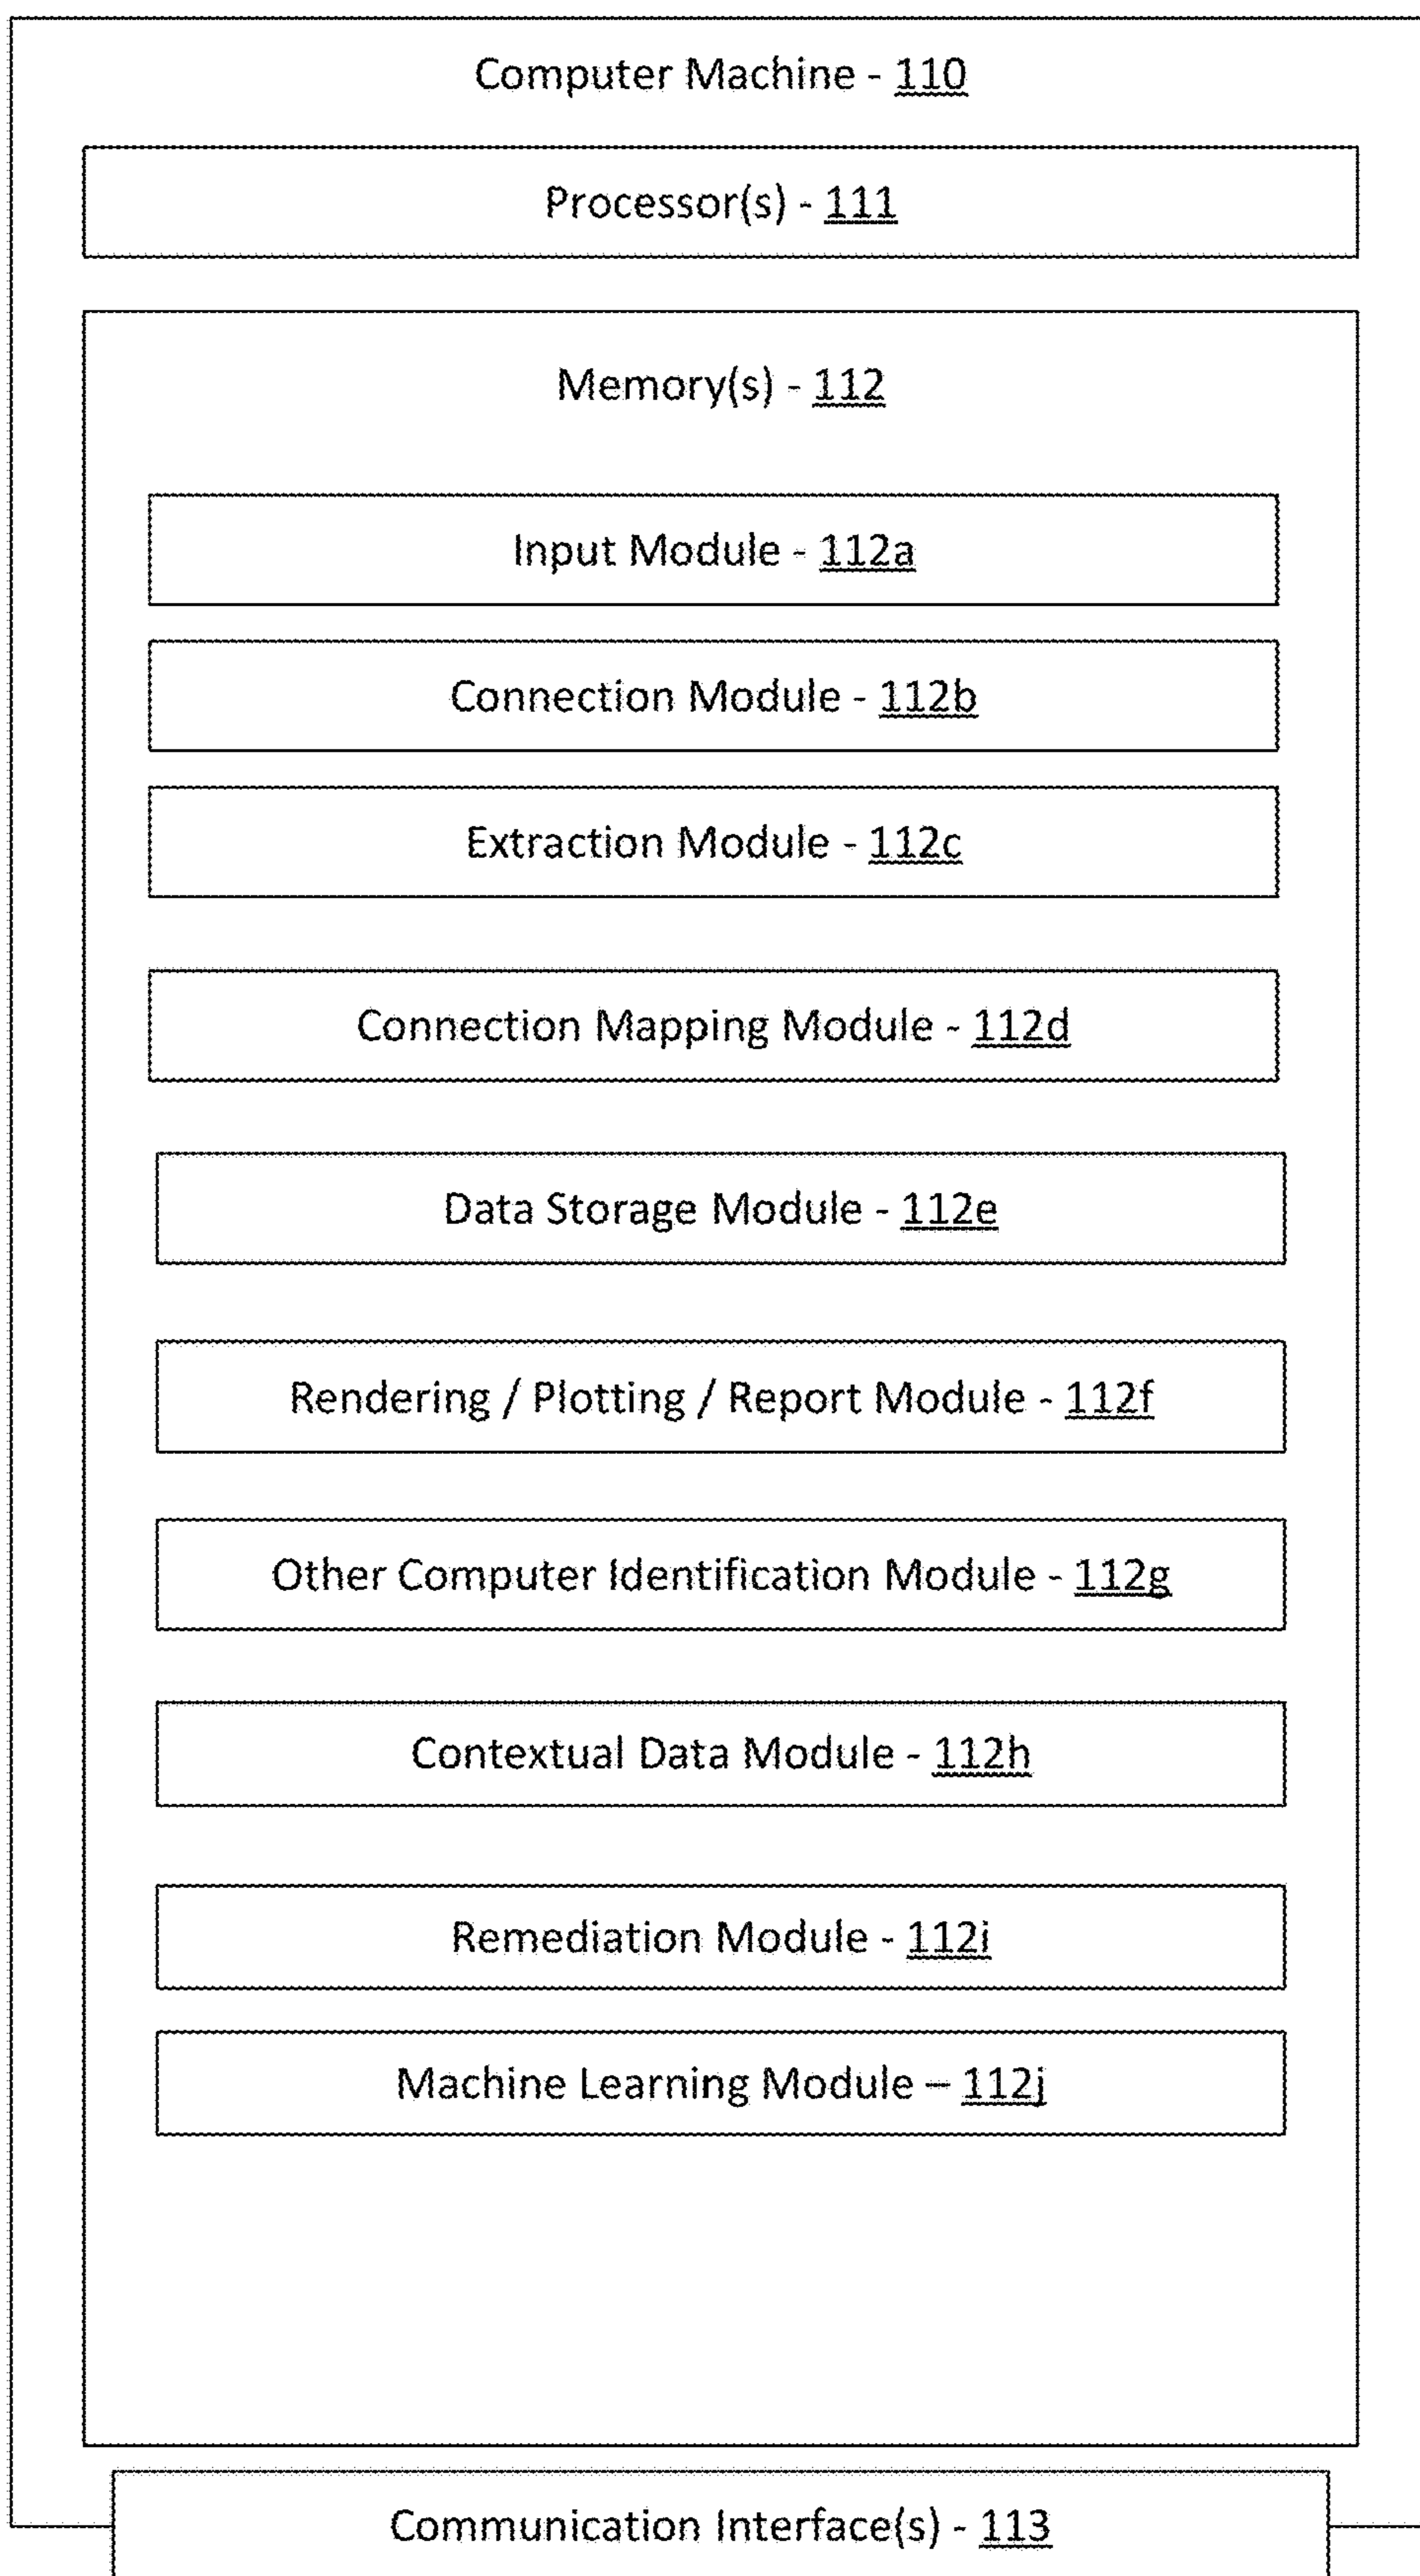 Computer Machine - 110
Processor(s) - 111
Memory(s) - 112
Input Module - 112a
Connection Module - 112b
Extraction Module - 112c
Connection Mapping Module - 112d
Data Storage Module - 112e
Rendering / Plotting / Report Module - 112f
Other Computer Identification Module - 112g
Contextual Data Module - 112h
Remediation Module - 112i
Machine Learning Module – 112j
Communication Interface(s) - 113